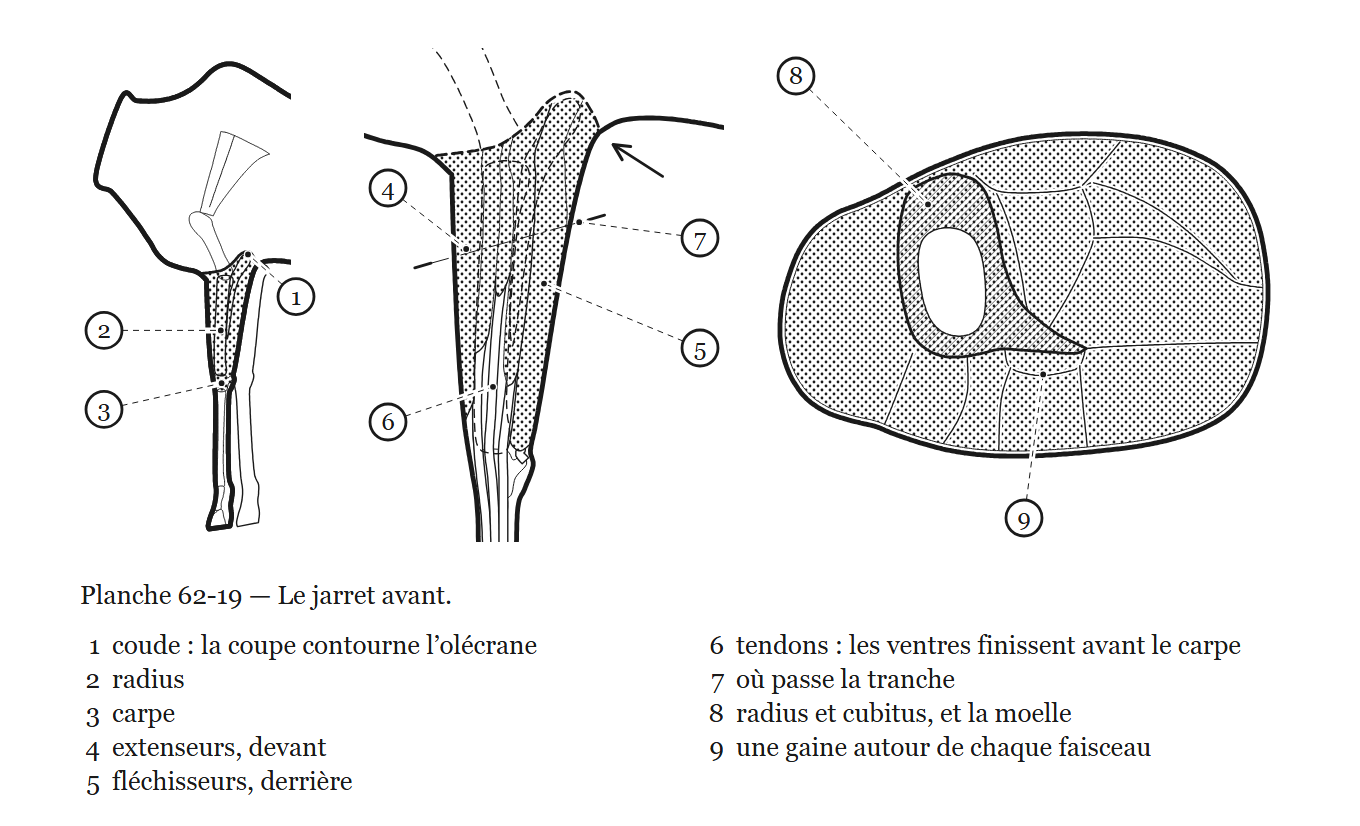 8
4
7
1
2
5
3
6
9
Planche 62-19 — Le jarret avant.
1 coude : la coupe contourne l’olécrane
2 radius
3 carpe
4 extenseurs, devant
5 fléchisseurs, derrière
6 tendons : les ventres finissent avant le carpe
7 où passe la tranche
8 radius et cubitus, et la moelle
9 une gaine autour de chaque faisceau